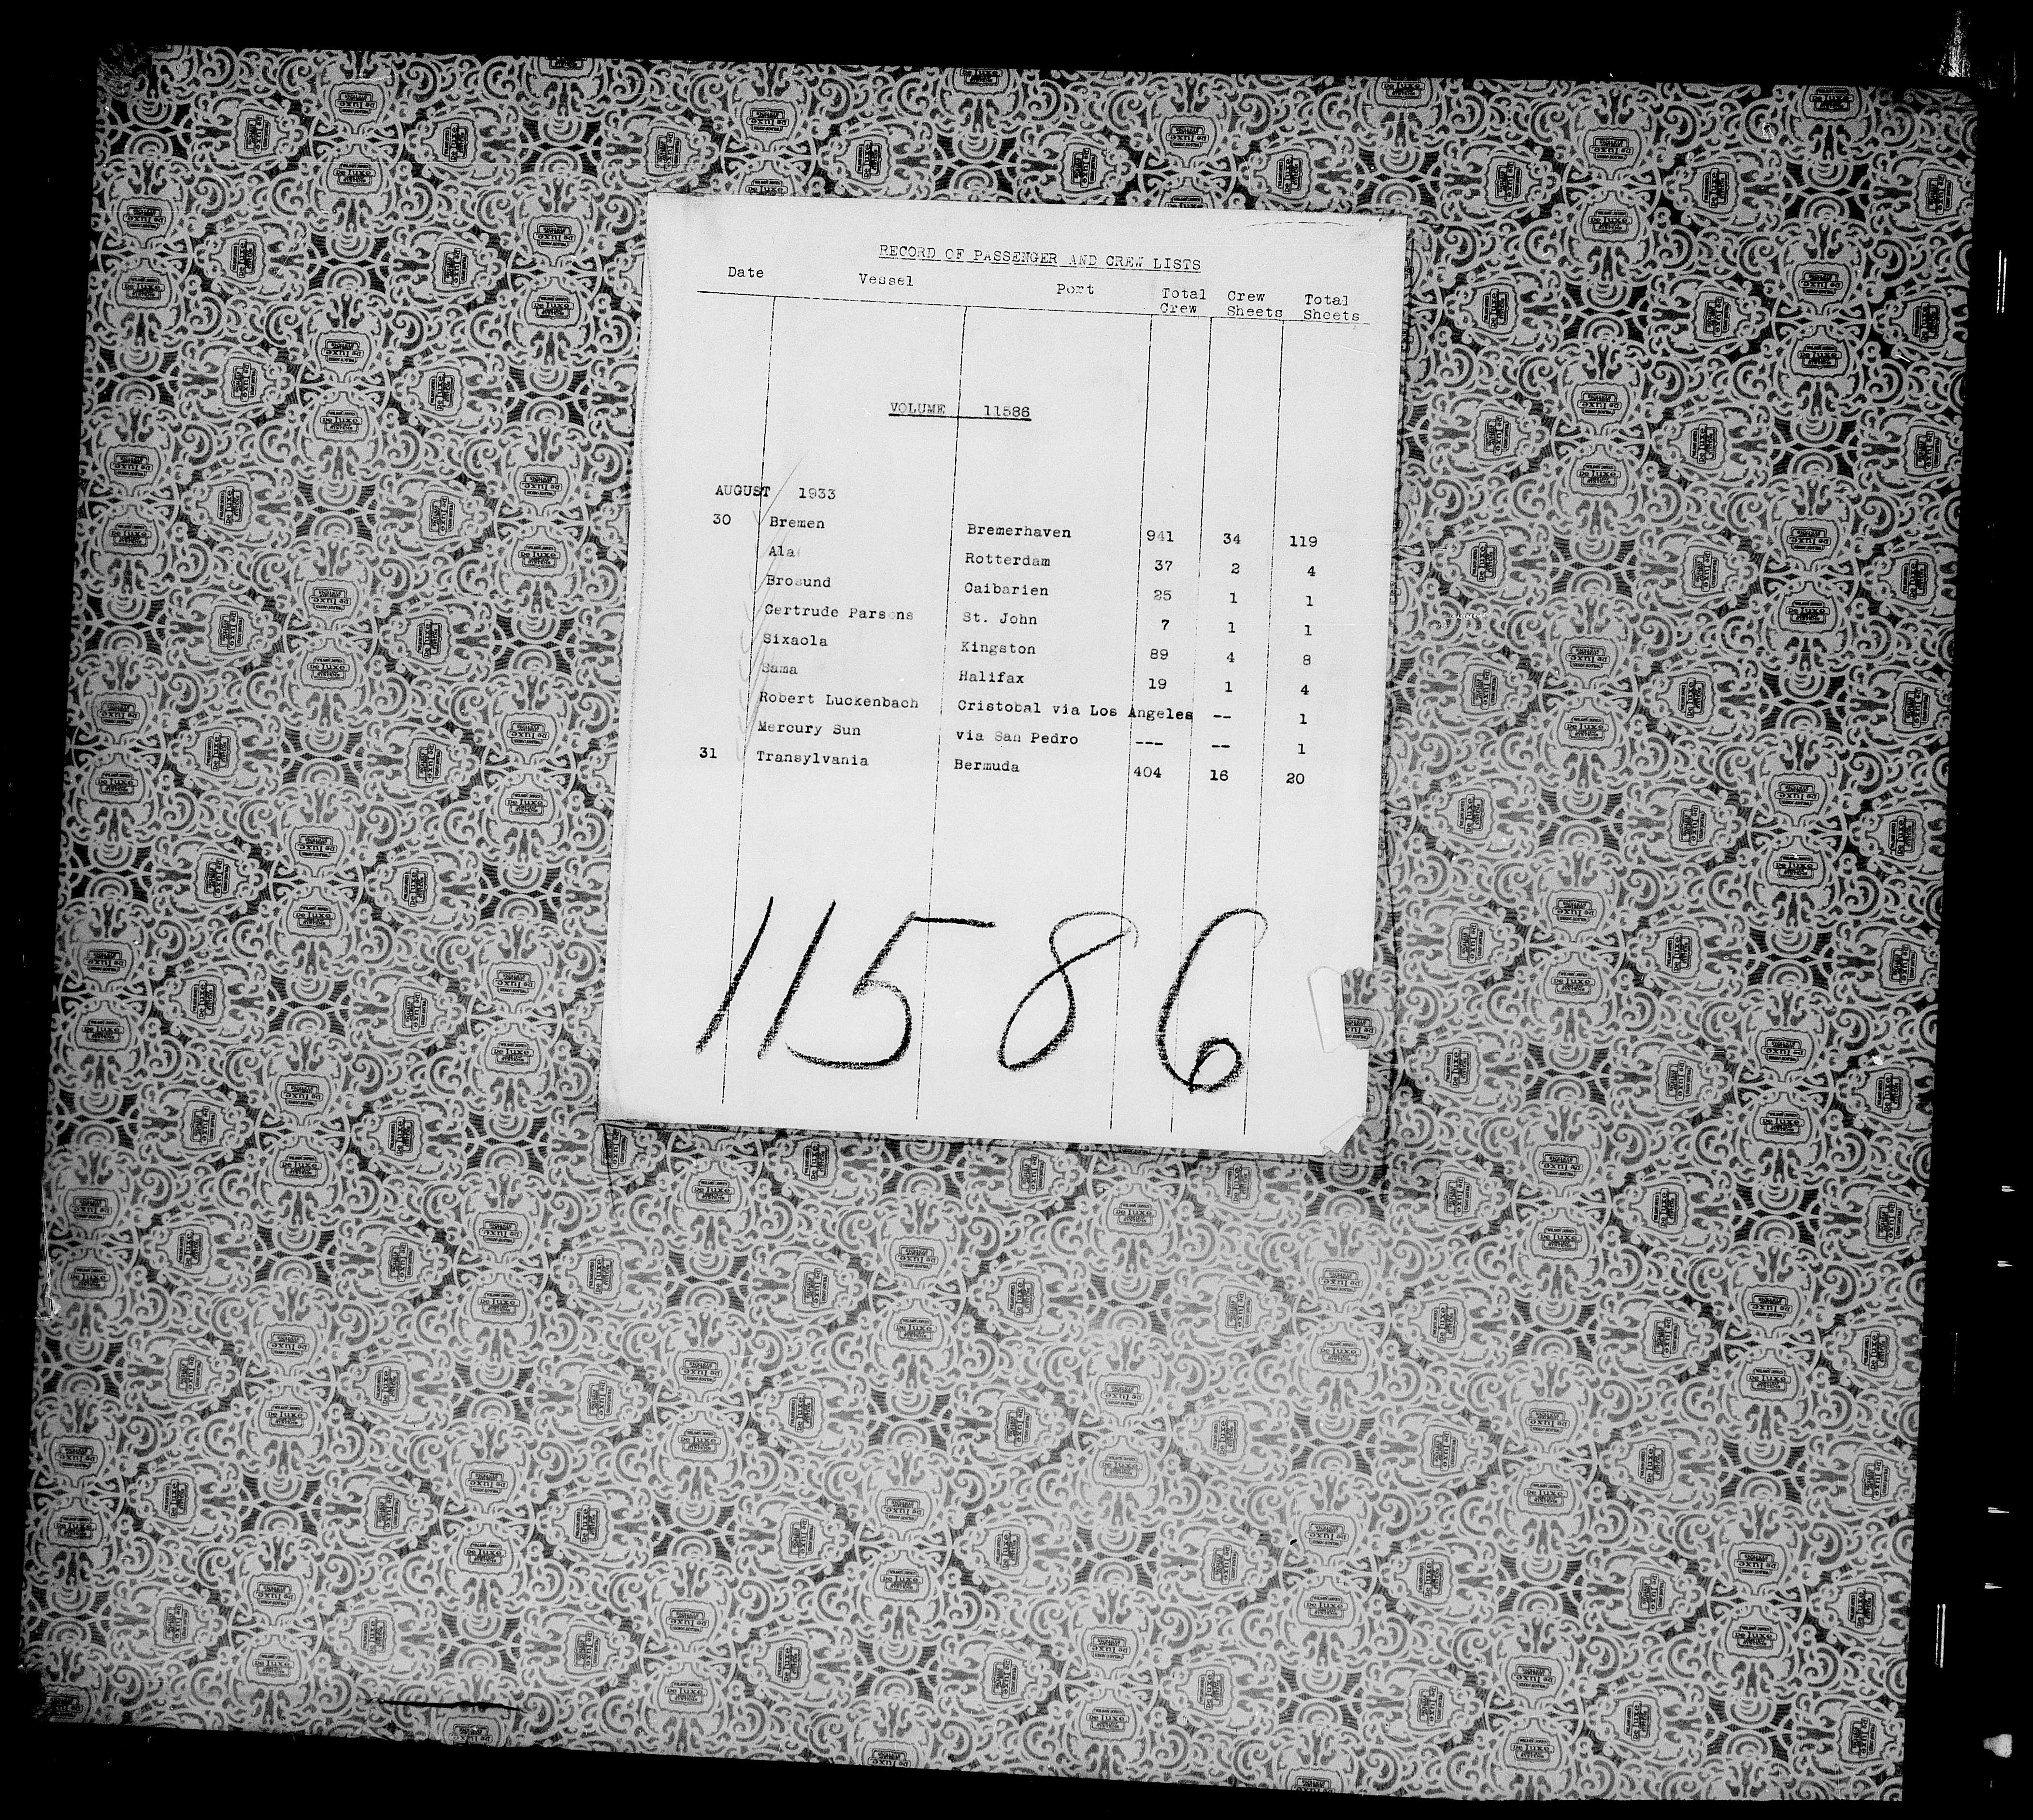 RECORD OF PASSENGER AND CREW LISTS
Date Vessel Port Total Crew Crew Sheets Total Sheets
VOLUME 11586
AUGUST 1933
30 Bremen Bremerhaven 941 34 119
Ala Rotterdam 37 2 4
Brosund Caibarien 25 1 1
Gertrude Parsons St. John 7 1 1
Sixaola Kingston 89 4 8
Sama Halifax 19 1 4
Robert Luckenbach Cristobal via Los Angeles -- 1
Mercury Sun via San Pedro --- -- 1
31 Transylvania Bermuda 404 16 20
11586
De luxe